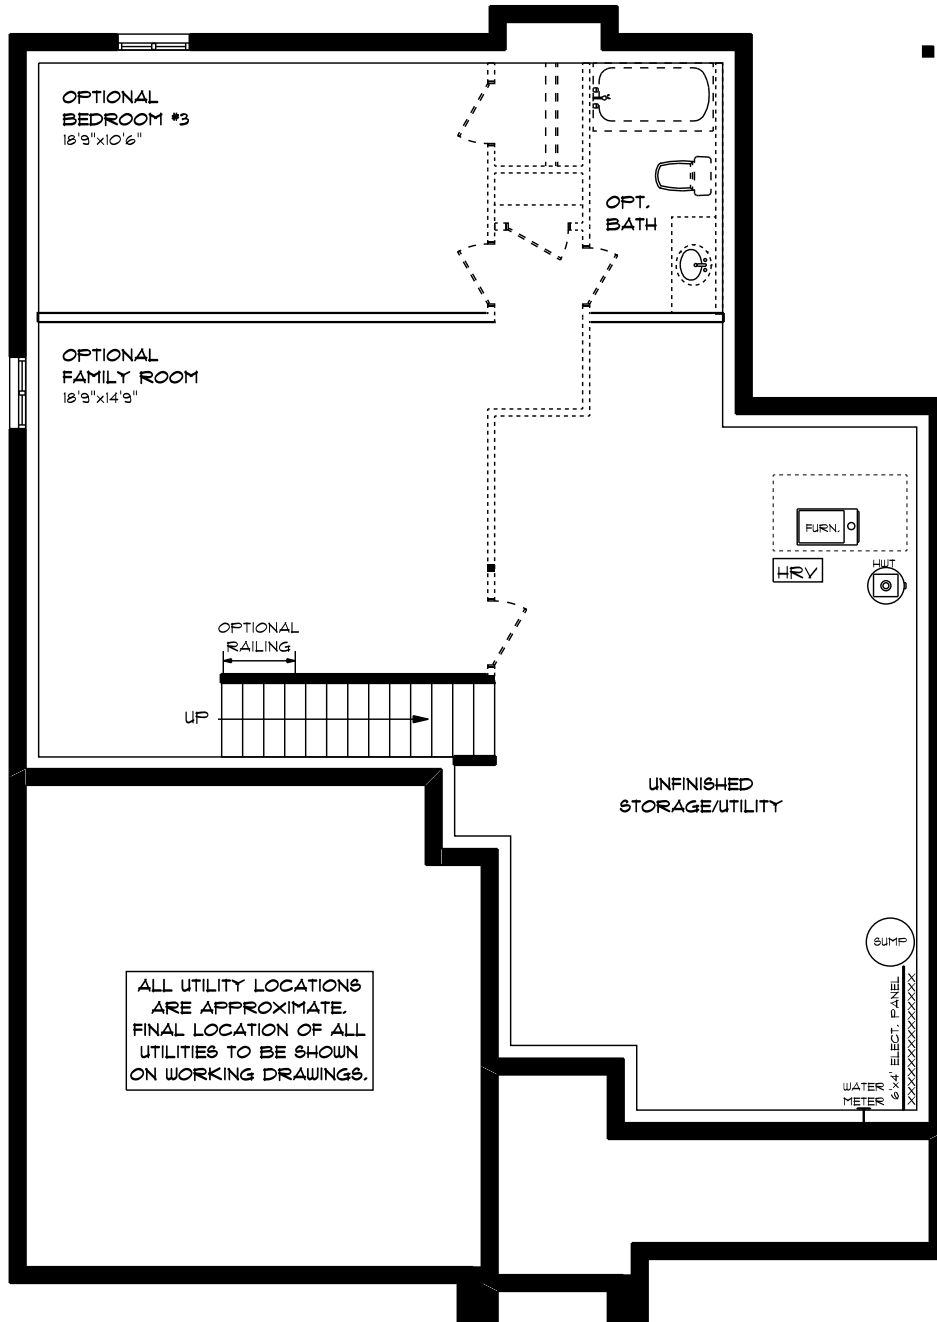 OPTIONAL
BEDROOM #3
18'9"x10'6"
OPT.
BATH
OPTIONAL
FAMILY ROOM
18'9"x14'9"
FURN.
HRV
HWT
OPTIONAL
RAILING
UP
UNFINISHED
STORAGE/UTILITY
SUMP
6'x4' ELECT. PANEL
WATER
METER
ALL UTILITY LOCATIONS
ARE APPROXIMATE.
FINAL LOCATION OF ALL
UTILITIES TO BE SHOWN
ON WORKING DRAWINGS.